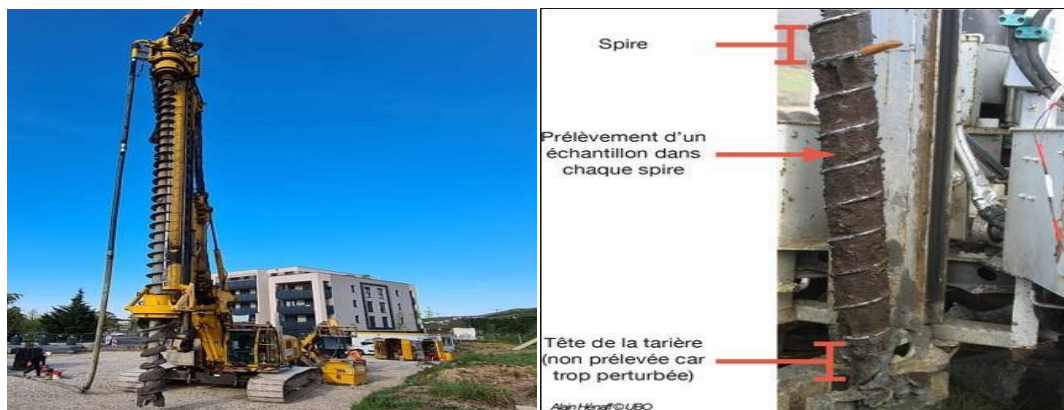 Spire
Prélèvement d'un
échantillon dans
chaque spire
Tête de la tarière
(non prélevée car
trop perturbée)
Alain Hénaff © UBO